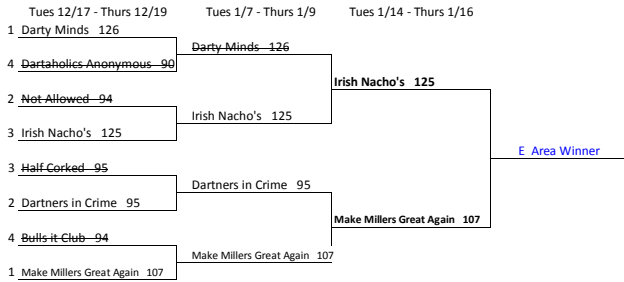 Tues 12/17 - Thurs 12/19 Tues 1/7 - Thurs 1/9 Tues 1/14 - Thurs 1/16
1 Darty Minds 126
Darty Minds 126
4 Dartaholics Anonymous 90
Irish Nacho's 125
2 Not Allowed 94
Irish Nacho's 125
3 Irish Nacho's 125
E Area Winner
3 Half Corked 95
Dartners in Crime 95
2 Dartners in Crime 95
Make Millers Great Again 107
4 Bulls it Club 94
Make Millers Great Again 107
1 Make Millers Great Again 107